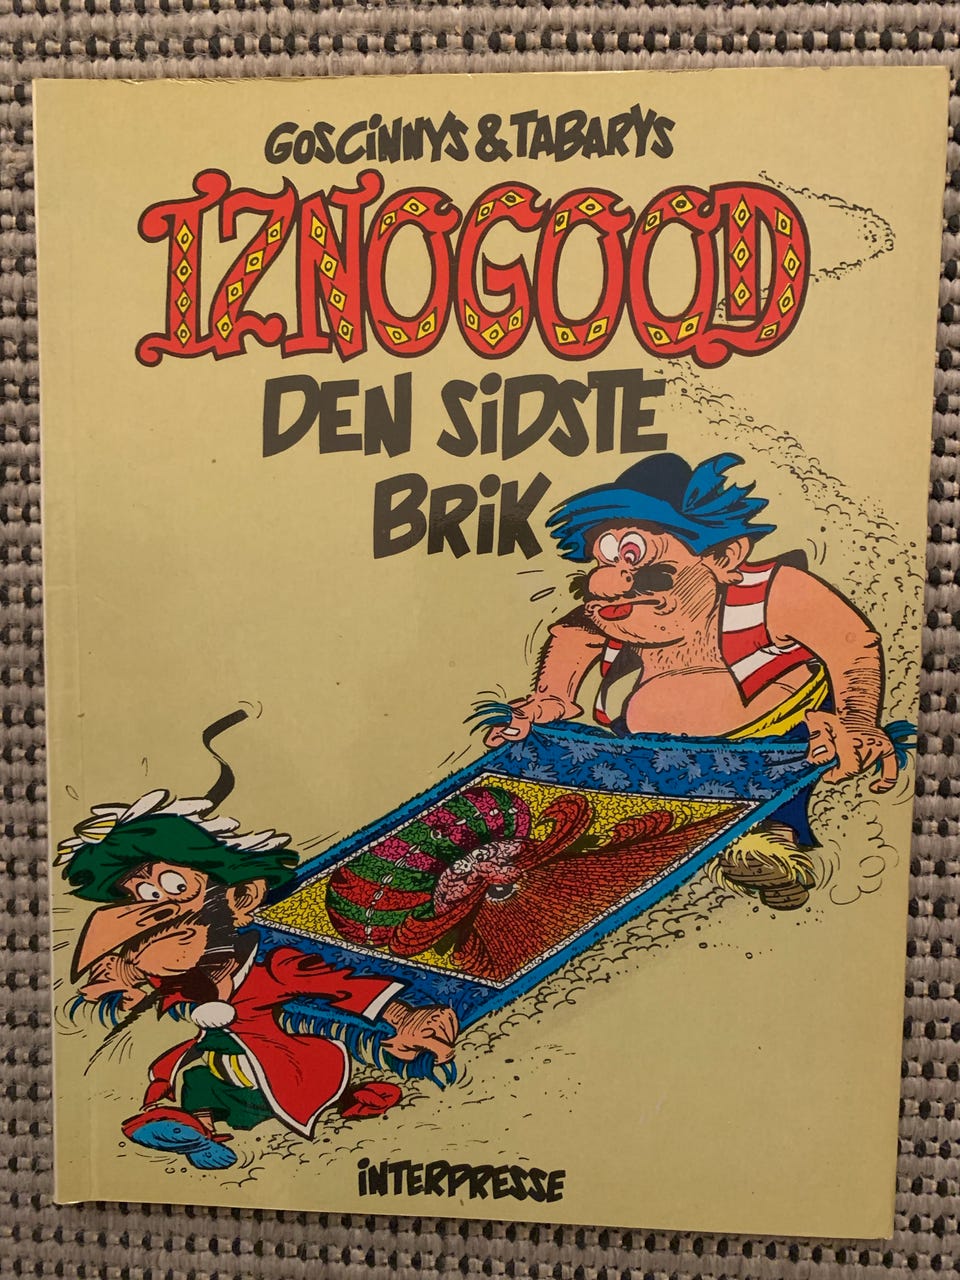 GOSCiNNYS & TABARYS
IZNOGOOD
DEN SiDSTE
BRiK
iNTERPRESSE